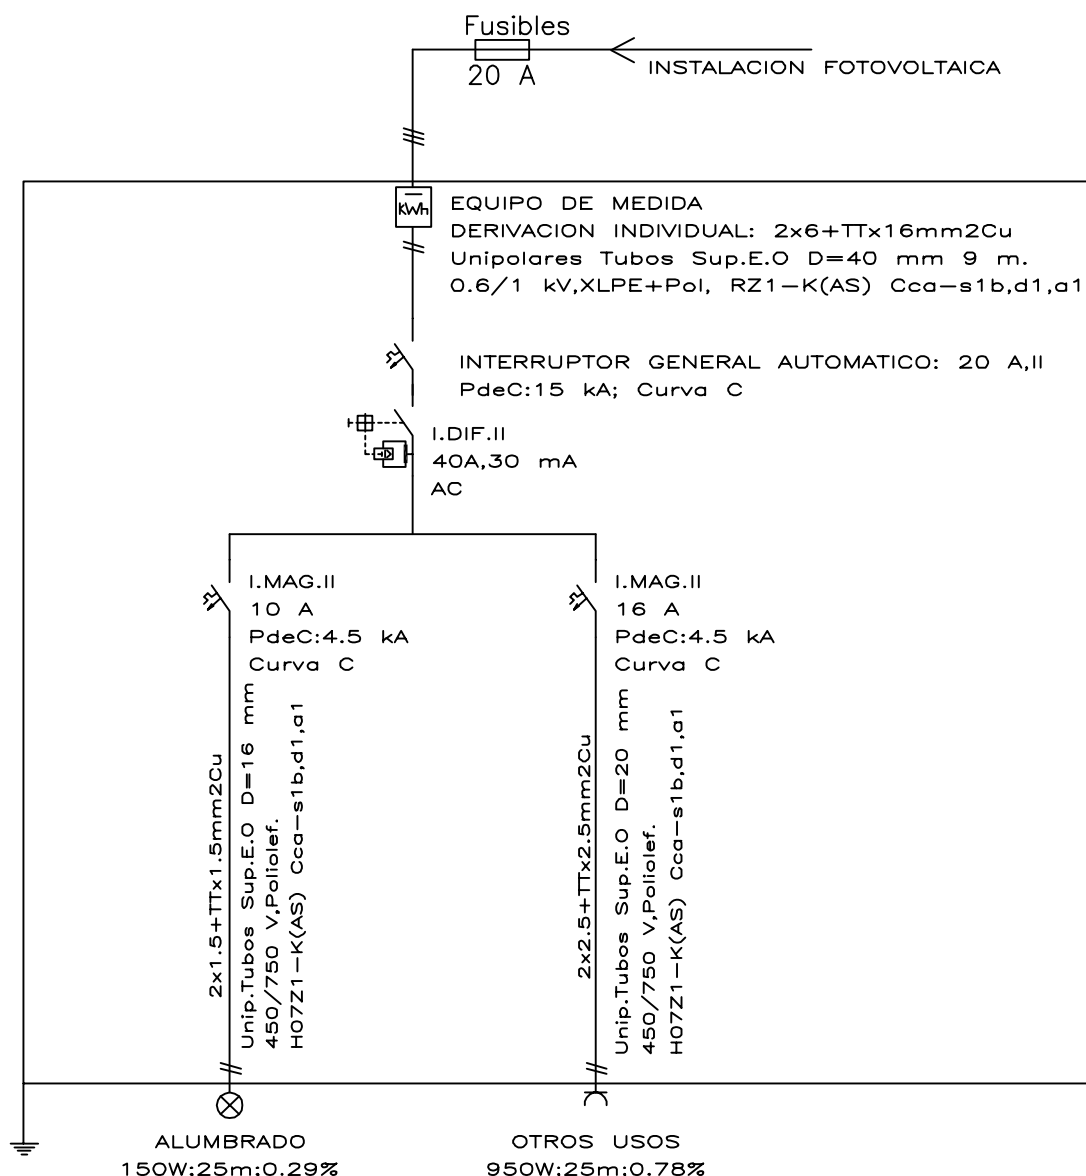 Fusibles
20 A
INSTALACION FOTOVOLTAICA
KWh
EQUIPO DE MEDIDA
DERIVACION INDIVIDUAL: 2x6+TTx16mm2Cu
Unipolares Tubos Sup.E.O D=40 mm 9 m.
0.6/1 kV,XLPE+Pol, RZ1-K(AS) Cca-s1b,d1,a1
INTERRUPTOR GENERAL AUTOMATICO: 20 A,II
PdeC:15 kA; Curva C
I.DIF.II
40A,30 mA
AC
I.MAG.II
10 A
PdeC:4.5 kA
Curva C
2x1.5+TTx1.5mm2Cu
Unip.Tubos Sup.E.O D=16 mm
450/750 V,Poliolef.
H07Z1-K(AS) Cca-s1b,d1,a1
I.MAG.II
16 A
PdeC:4.5 kA
Curva C
2x2.5+TTx2.5mm2Cu
Unip.Tubos Sup.E.O D=20 mm
450/750 V,Poliolef.
H07Z1-K(AS) Cca-s1b,d1,a1
ALUMBRADO
150W:25m:0.29%
OTROS USOS
950W:25m:0.78%